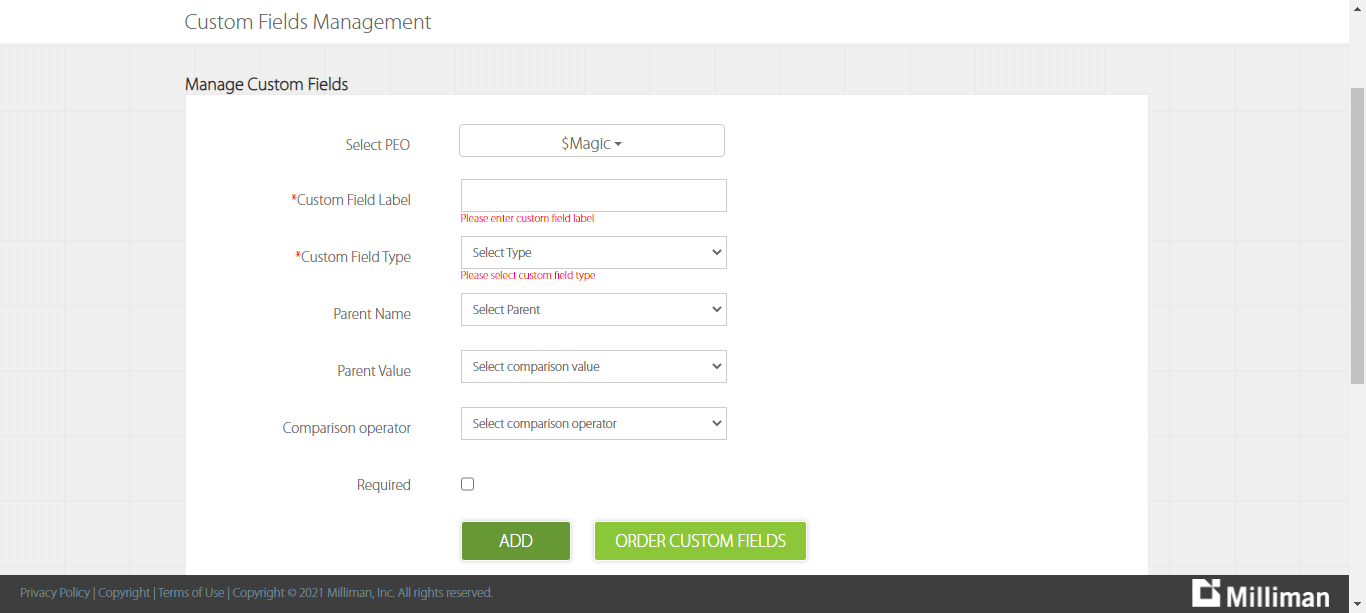 Custom Fields Management
Manage Custom Fields
Select PEO
$Magic
*Custom Field Label
Please enter custom field label
*Custom Field Type
Select Type
Please select custom field type
Parent Name
Select Parent
Parent Value
Select comparison value
Comparison operator
Select comparison operator
Required
ADD
ORDER CUSTOM FIELDS
Privacy Policy | Copyright | Terms of Use | Copyright © 2021 Milliman, Inc. All rights reserved.
Milliman